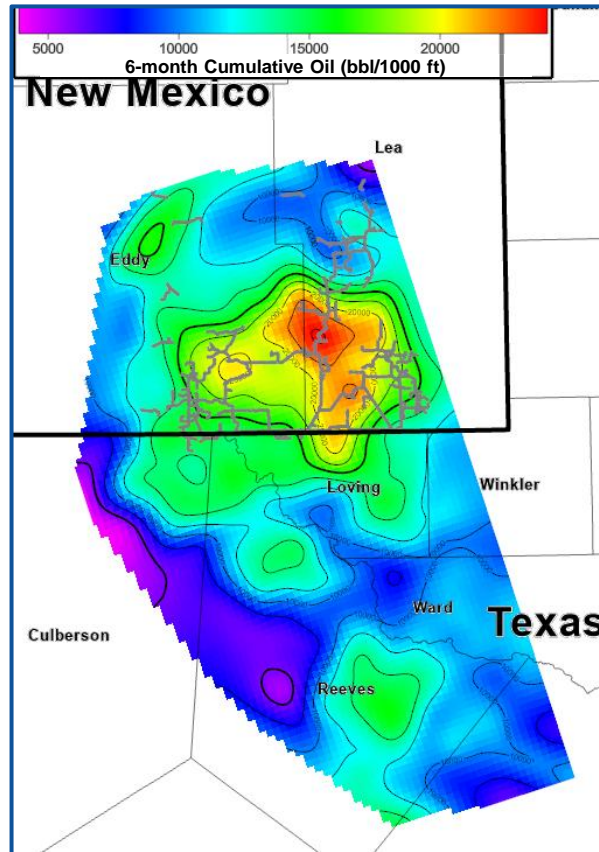 5000 10000 15000 20000
6-month Cumulative Oil (bbl/1000 ft)
New Mexico
Lea
Eddy
Loving
Winkler
Ward
Texas
Culberson
Reeves